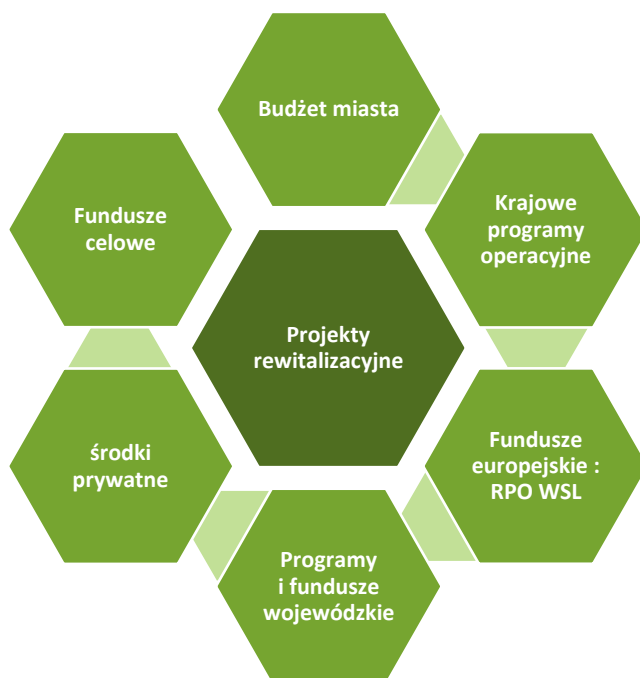 Budżet miasta
Krajowe
programy
operacyjne
Fundusze
europejskie :
RPO WSL
Programy
i fundusze
wojewódzkie
środki
prywatne
Fundusze
celowe
Projekty
rewitalizacyjne